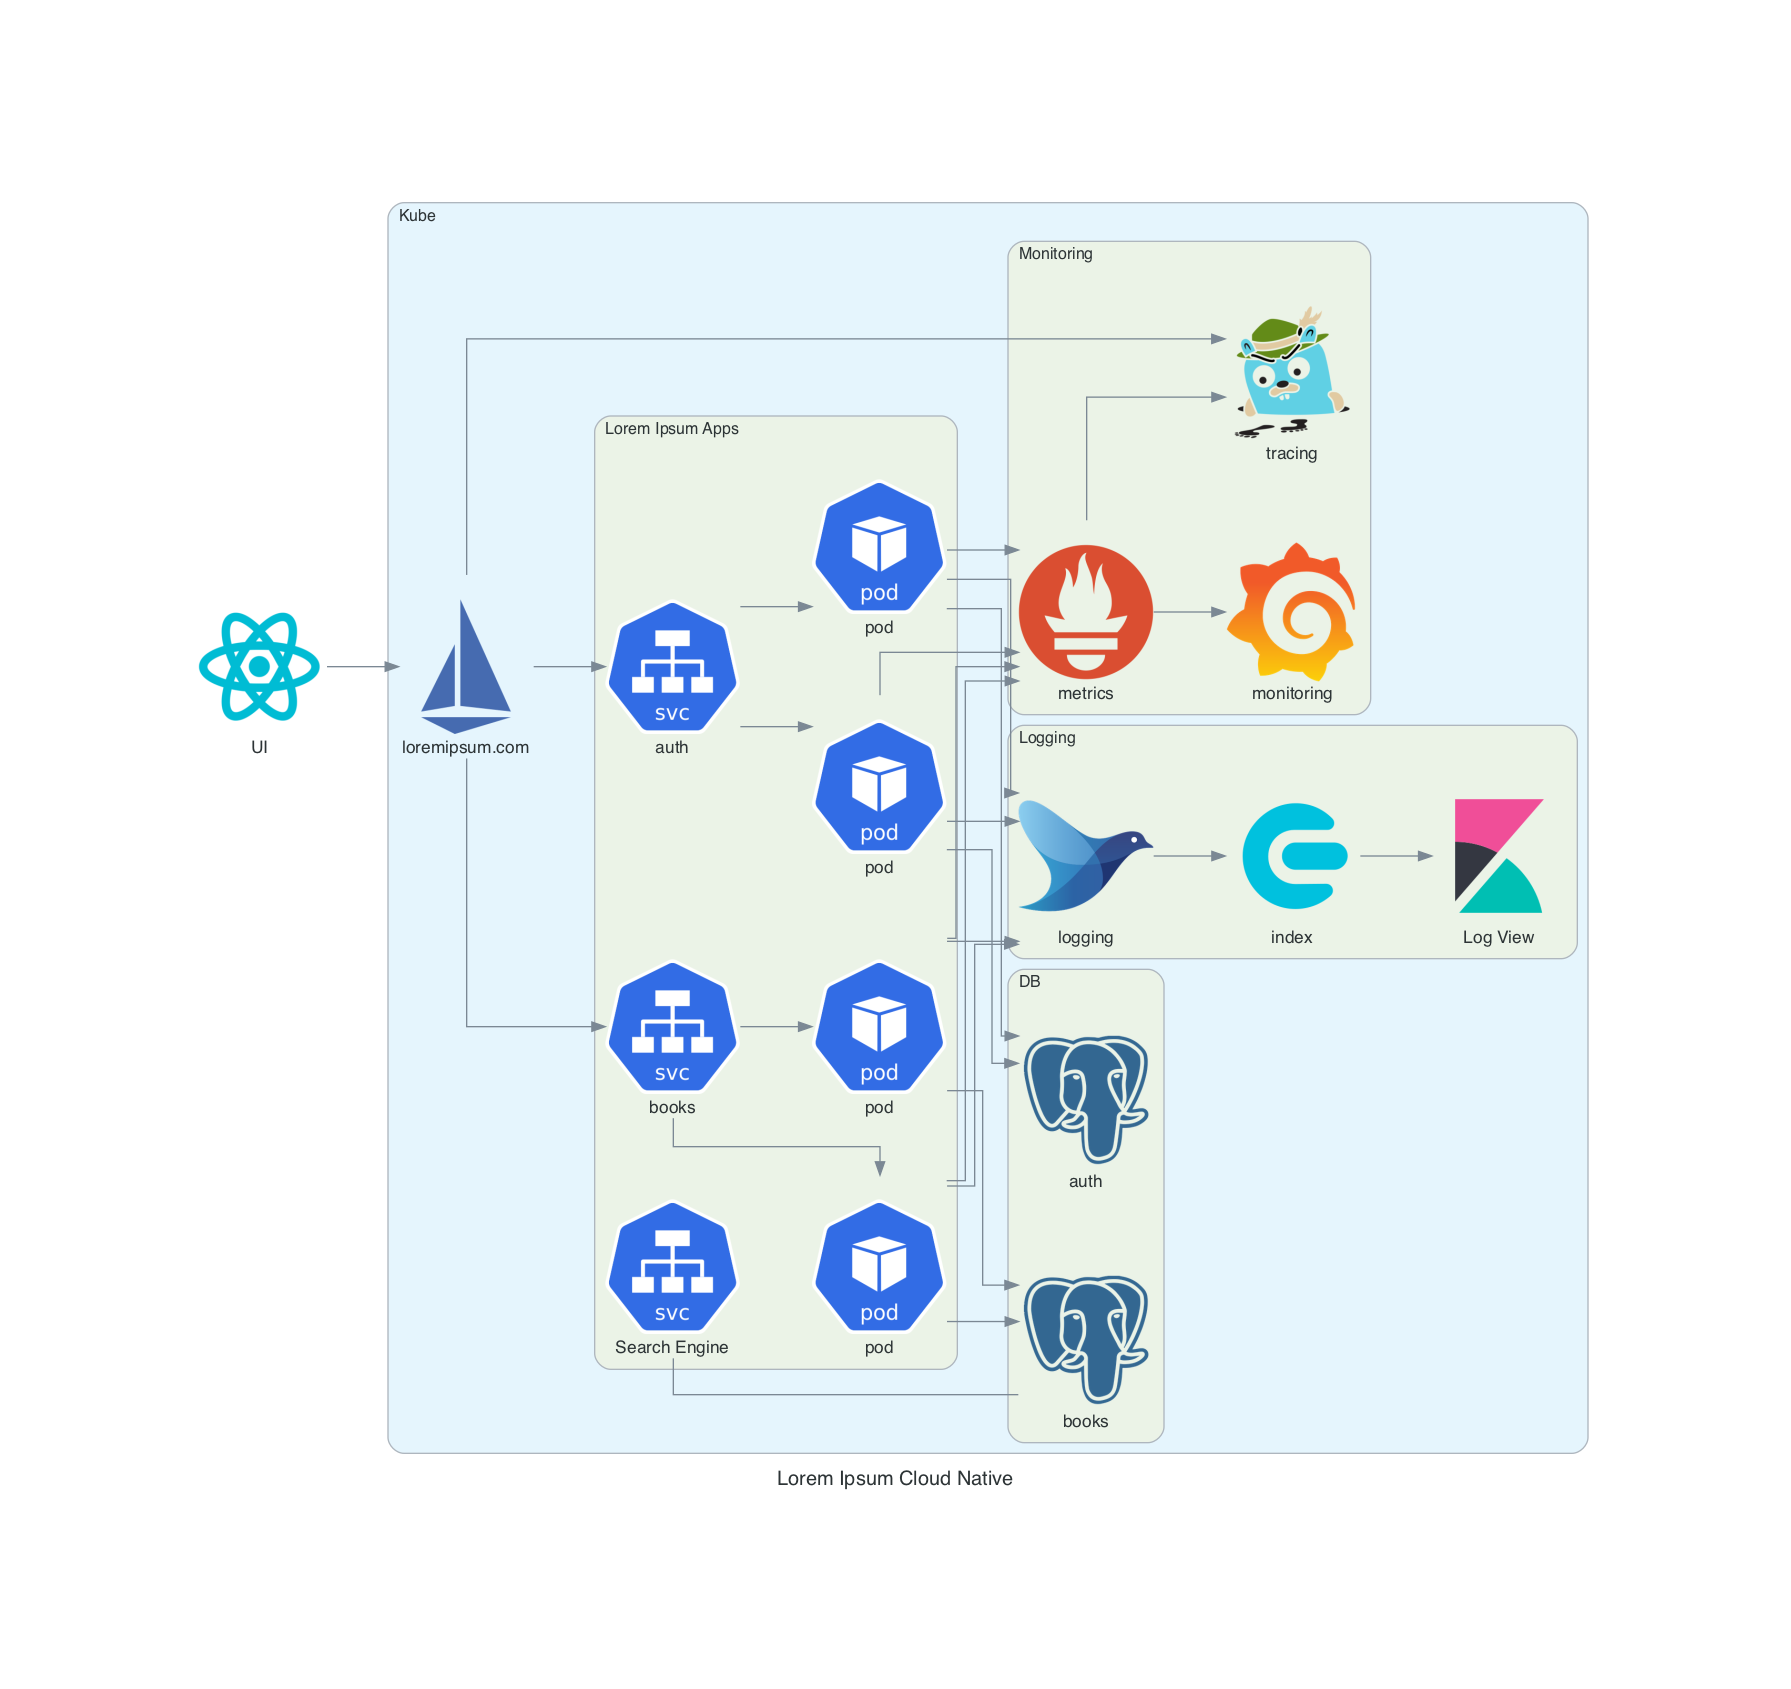 Kube
Monitoring
tracing
Lorem Ipsum Apps
pod
pod
metrics
monitoring
svc
auth
UI
loremipsum.com
Logging
pod
pod
logging
index
Log View
DB
svc
books
pod
pod
auth
svc
Search Engine
pod
pod
books
Lorem Ipsum Cloud Native